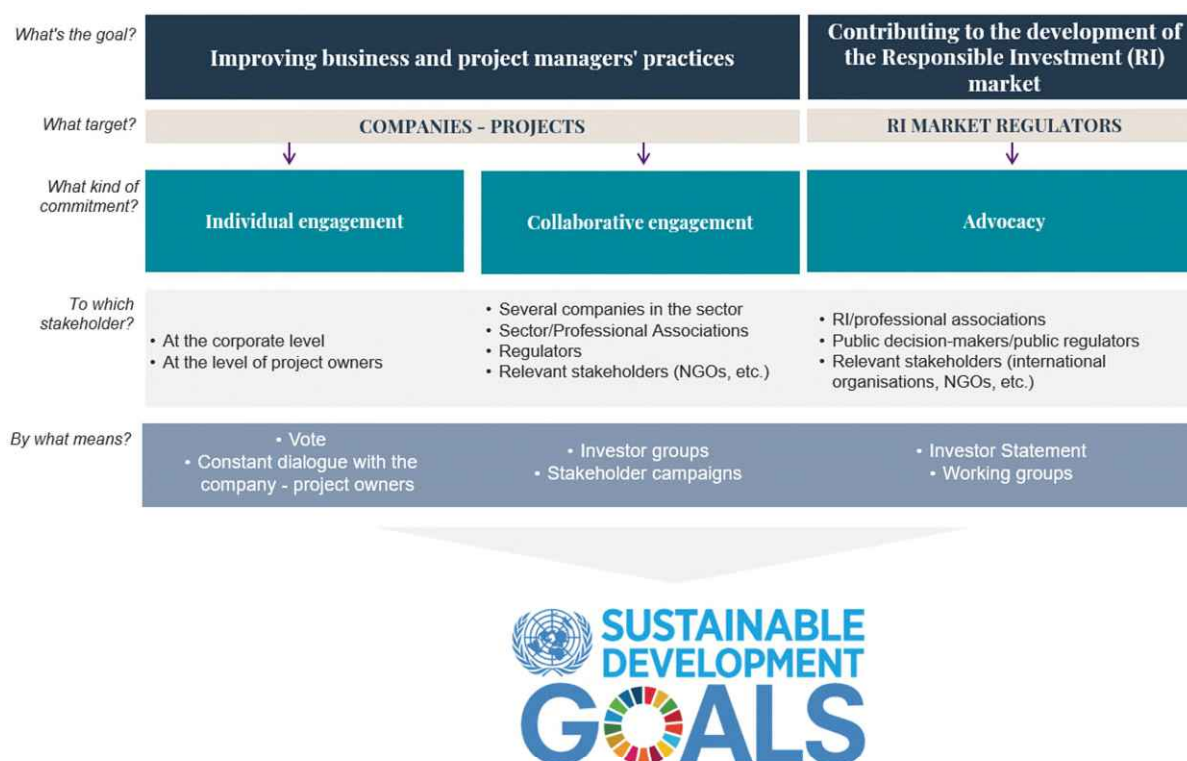 What's the goal?
Improving business and project managers' practices
Contributing to the development of
the Responsible Investment (RI)
market
What target?
COMPANIES - PROJECTS
RI MARKET REGULATORS
What kind of
commitment?
Individual engagement
Collaborative engagement
Advocacy
To which
stakeholder?
• At the corporate level
• At the level of project owners
• Several companies in the sector
• Sector/Professional Associations
• Regulators
• Relevant stakeholders (NGOs, etc.)
• RI/professional associations
• Public decision-makers/public regulators
• Relevant stakeholders (international
organisations, NGOs, etc.)
By what means?
• Vote
• Constant dialogue with the
company - project owners
• Investor groups
• Stakeholder campaigns
• Investor Statement
• Working groups
SUSTAINABLE
DEVELOPMENT
GOALS